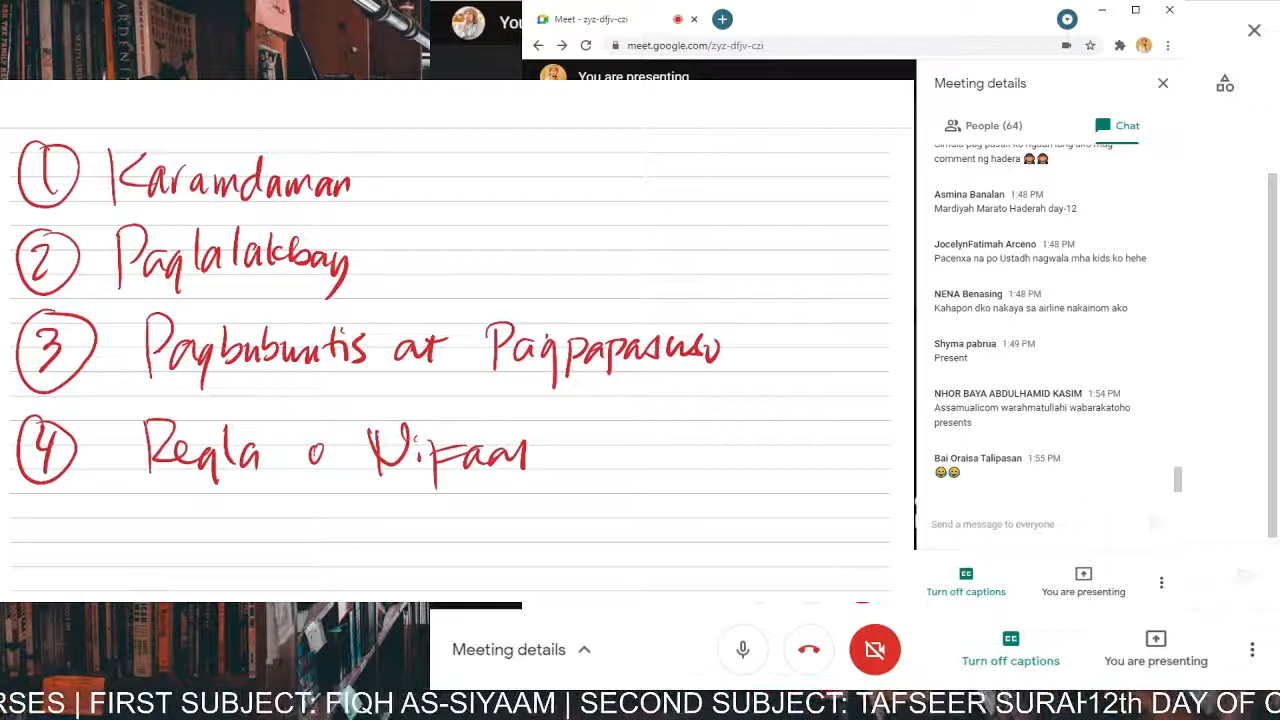 You
Meet - zyz-dfjv-czi
meet.google.com/zyz-dfjv-czi
You are presenting
Meeting details
People (64)
Chat
comment ng hadera
Asmina Banalan 1:48 PM
Mardiyah Marato Haderah day-12
JocelynFatimah Arceno 1:48 PM
Pacenxa na po Ustadh nagwala mha kids ko hehe
NENA Benasing 1:48 PM
Kahapon dko nakaya sa airline nakainom ako
Shyma pabrua 1:49 PM
Present
NHOR BAYA ABDULHAMID KASIM 1:54 PM
Assamualicom warahmatullahi wabarakatoho
presents
Bai Oraisa Talipasan 1:55 PM
😂😂
Send a message to everyone
CC
Turn off captions
You are presenting
① Karamdaman
② Paglalakbay
③ Pagbubuntis at Pagpapasuso
④ Regla o Nifaas
Meeting details
CC
Turn off captions
You are presenting
RSES | FIRST SUBJECT: FIQH AS-SIYAAM | SECOND SUBJECT: TAFSEER SURAH 12th DAY OF